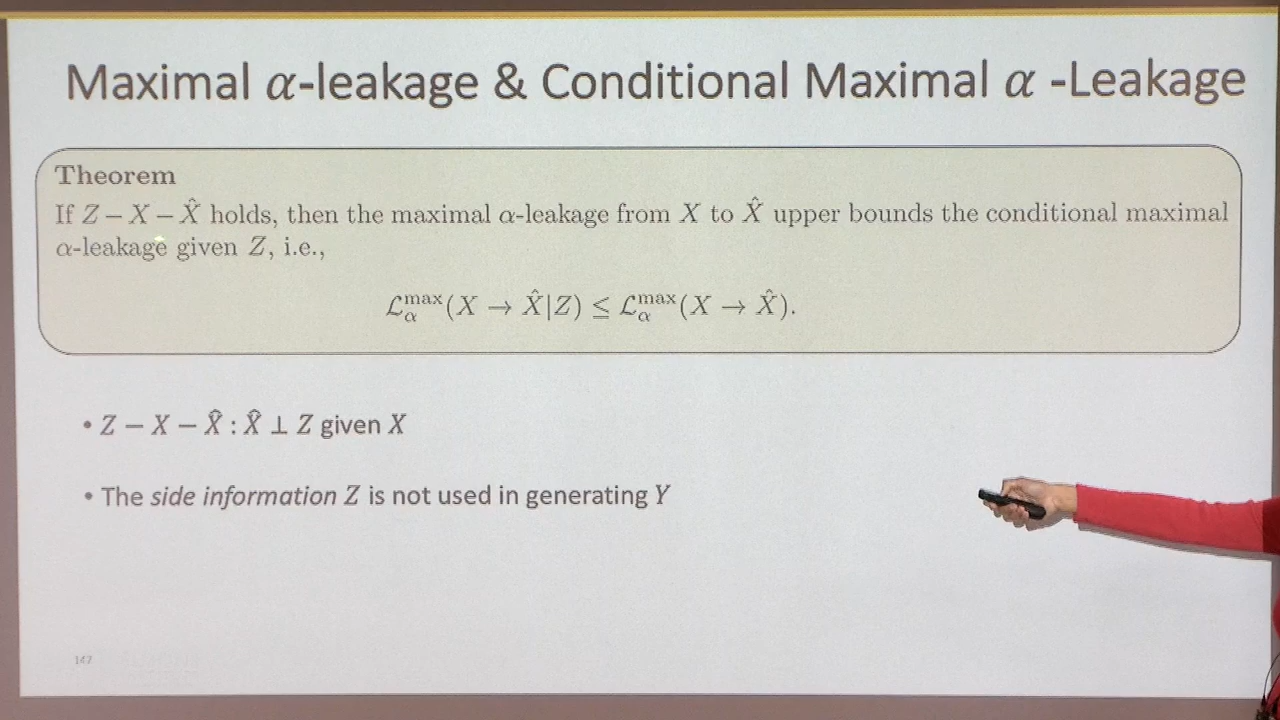 Maximal α-leakage & Conditional Maximal α -Leakage
Theorem
If Z − X − X̂ holds, then the maximal α-leakage from X to X̂ upper bounds the conditional maximal
α-leakage given Z, i.e.,
ℒ_α^max(X → X̂|Z) ≤ ℒ_α^max(X → X̂).
• Z − X − X̂ : X̂ ⊥ Z given X
• The side information Z is not used in generating Y
147